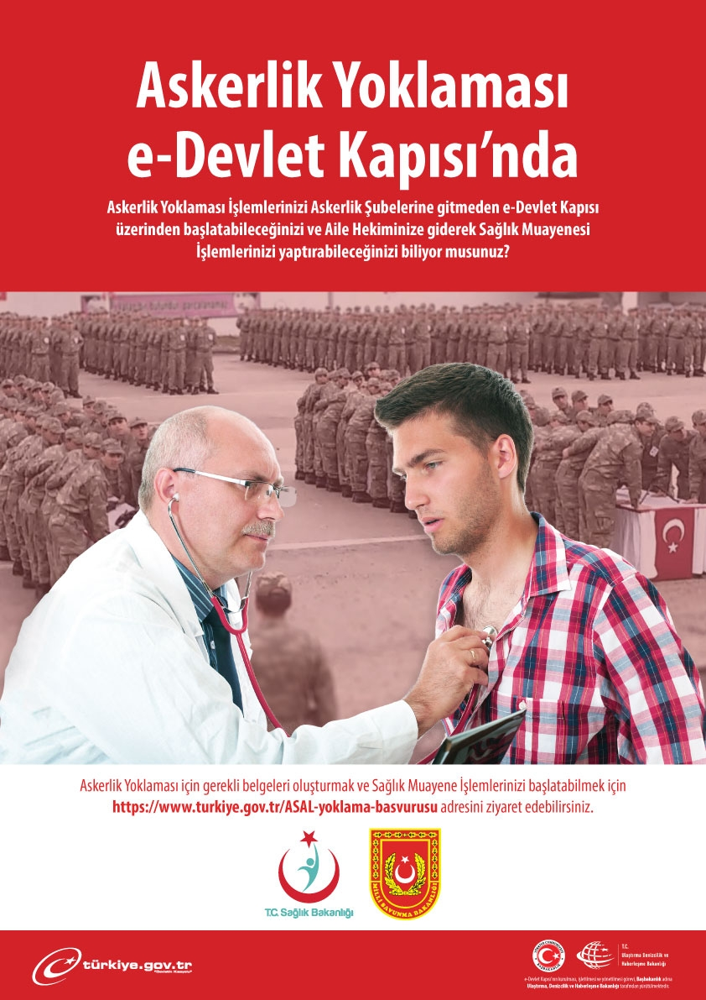 Askerlik Yoklaması
e-Devlet Kapısı’nda
Askerlik Yoklaması İşlemlerinizi Askerlik Şubelerine gitmeden e-Devlet Kapısı
üzerinden başlatabileceğinizi ve Aile Hekiminize giderek Sağlık Muayenesi
İşlemlerinizi yaptırabileceğinizi biliyor musunuz?
Askerlik Yoklaması için gerekli belgeleri oluşturmak ve Sağlık Muayene İşlemlerinizi başlatabilmek için
https://www.turkiye.gov.tr/ASAL-yoklama-basvurusu adresini ziyaret edebilirsiniz.
T.C. Sağlık Bakanlığı
MİLLİ SAVUNMA BAKANLIĞI
türkiye.gov.tr
"Devletin Kısayolu"
T.C.
Ulaştırma Denizcilik ve
Haberleşme Bakanlığı
e-Devlet Kapısı'nın kurulması, işletilmesi ve yönetilmesi görevi, Başbakanlık adına
Ulaştırma, Denizcilik ve Haberleşme Bakanlığı tarafından yürütülmektedir.